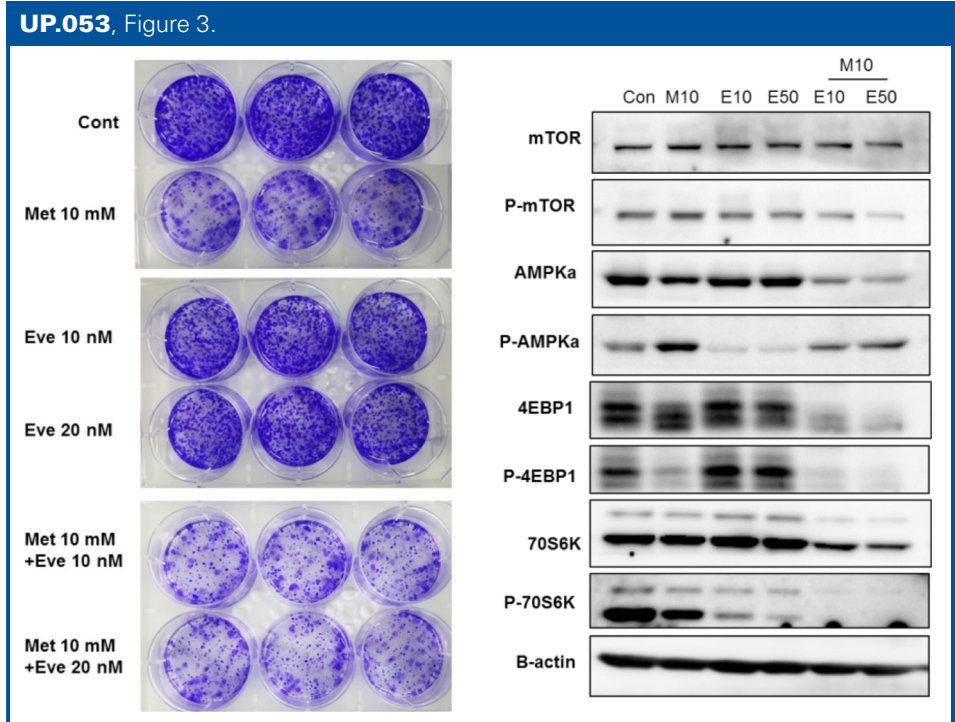 UP.053, Figure 3.
Cont
Met 10 mM
Eve 10 nM
Eve 20 nM
Met 10 mM
+Eve 10 nM
Met 10 mM
+Eve 20 nM
M10
Con M10 E10 E50 E10 E50
mTOR
P-mTOR
AMPKa
P-AMPKa
4EBP1
P-4EBP1
70S6K
P-70S6K
B-actin